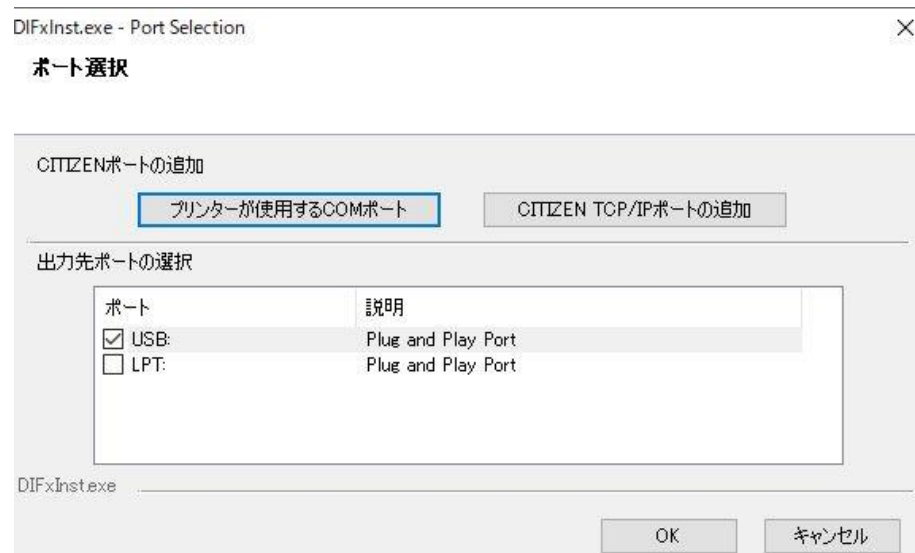 DIFxInst.exe - Port Selection
ポート選択
CITIZENポートの追加
プリンターが使用するCOMポート
CITIZEN TCP/IPポートの追加
出力先ポートの選択
ポート 説明
USB: Plug and Play Port
LPT: Plug and Play Port
DIFxInst.exe
OK キャンセル